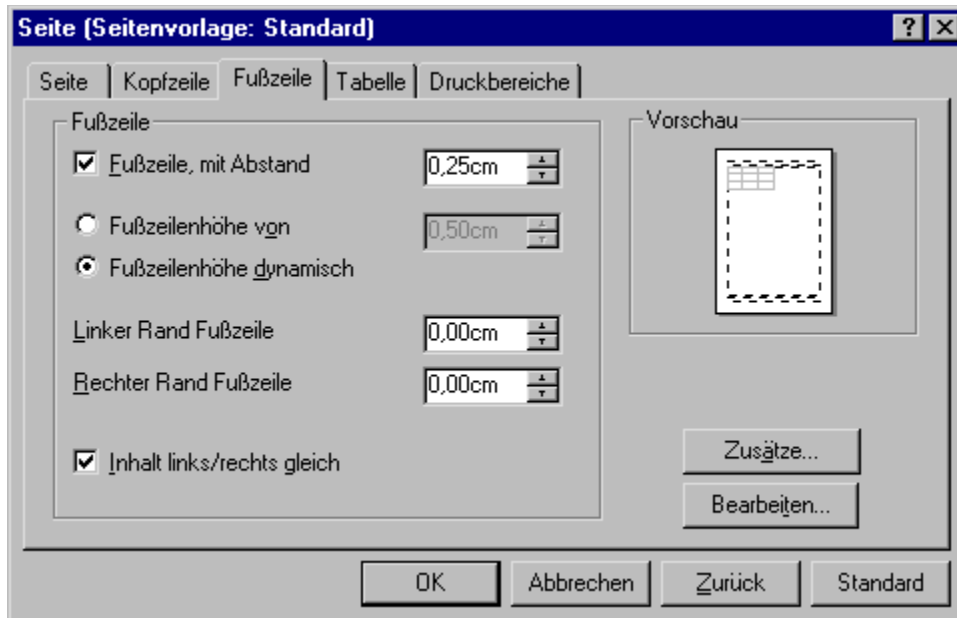 Seite (Seitenvorlage: Standard)
Seite Kopfzeile Fußzeile Tabelle Druckbereiche
Fußzeile
Fußzeile, mit Abstand 0,25cm
Fußzeilenhöhe von 0,50cm
Fußzeilenhöhe dynamisch
Linker Rand Fußzeile 0,00cm
Rechter Rand Fußzeile 0,00cm
Inhalt links/rechts gleich
Vorschau
Zusätze...
Bearbeiten...
OK Abbrechen Zurück Standard